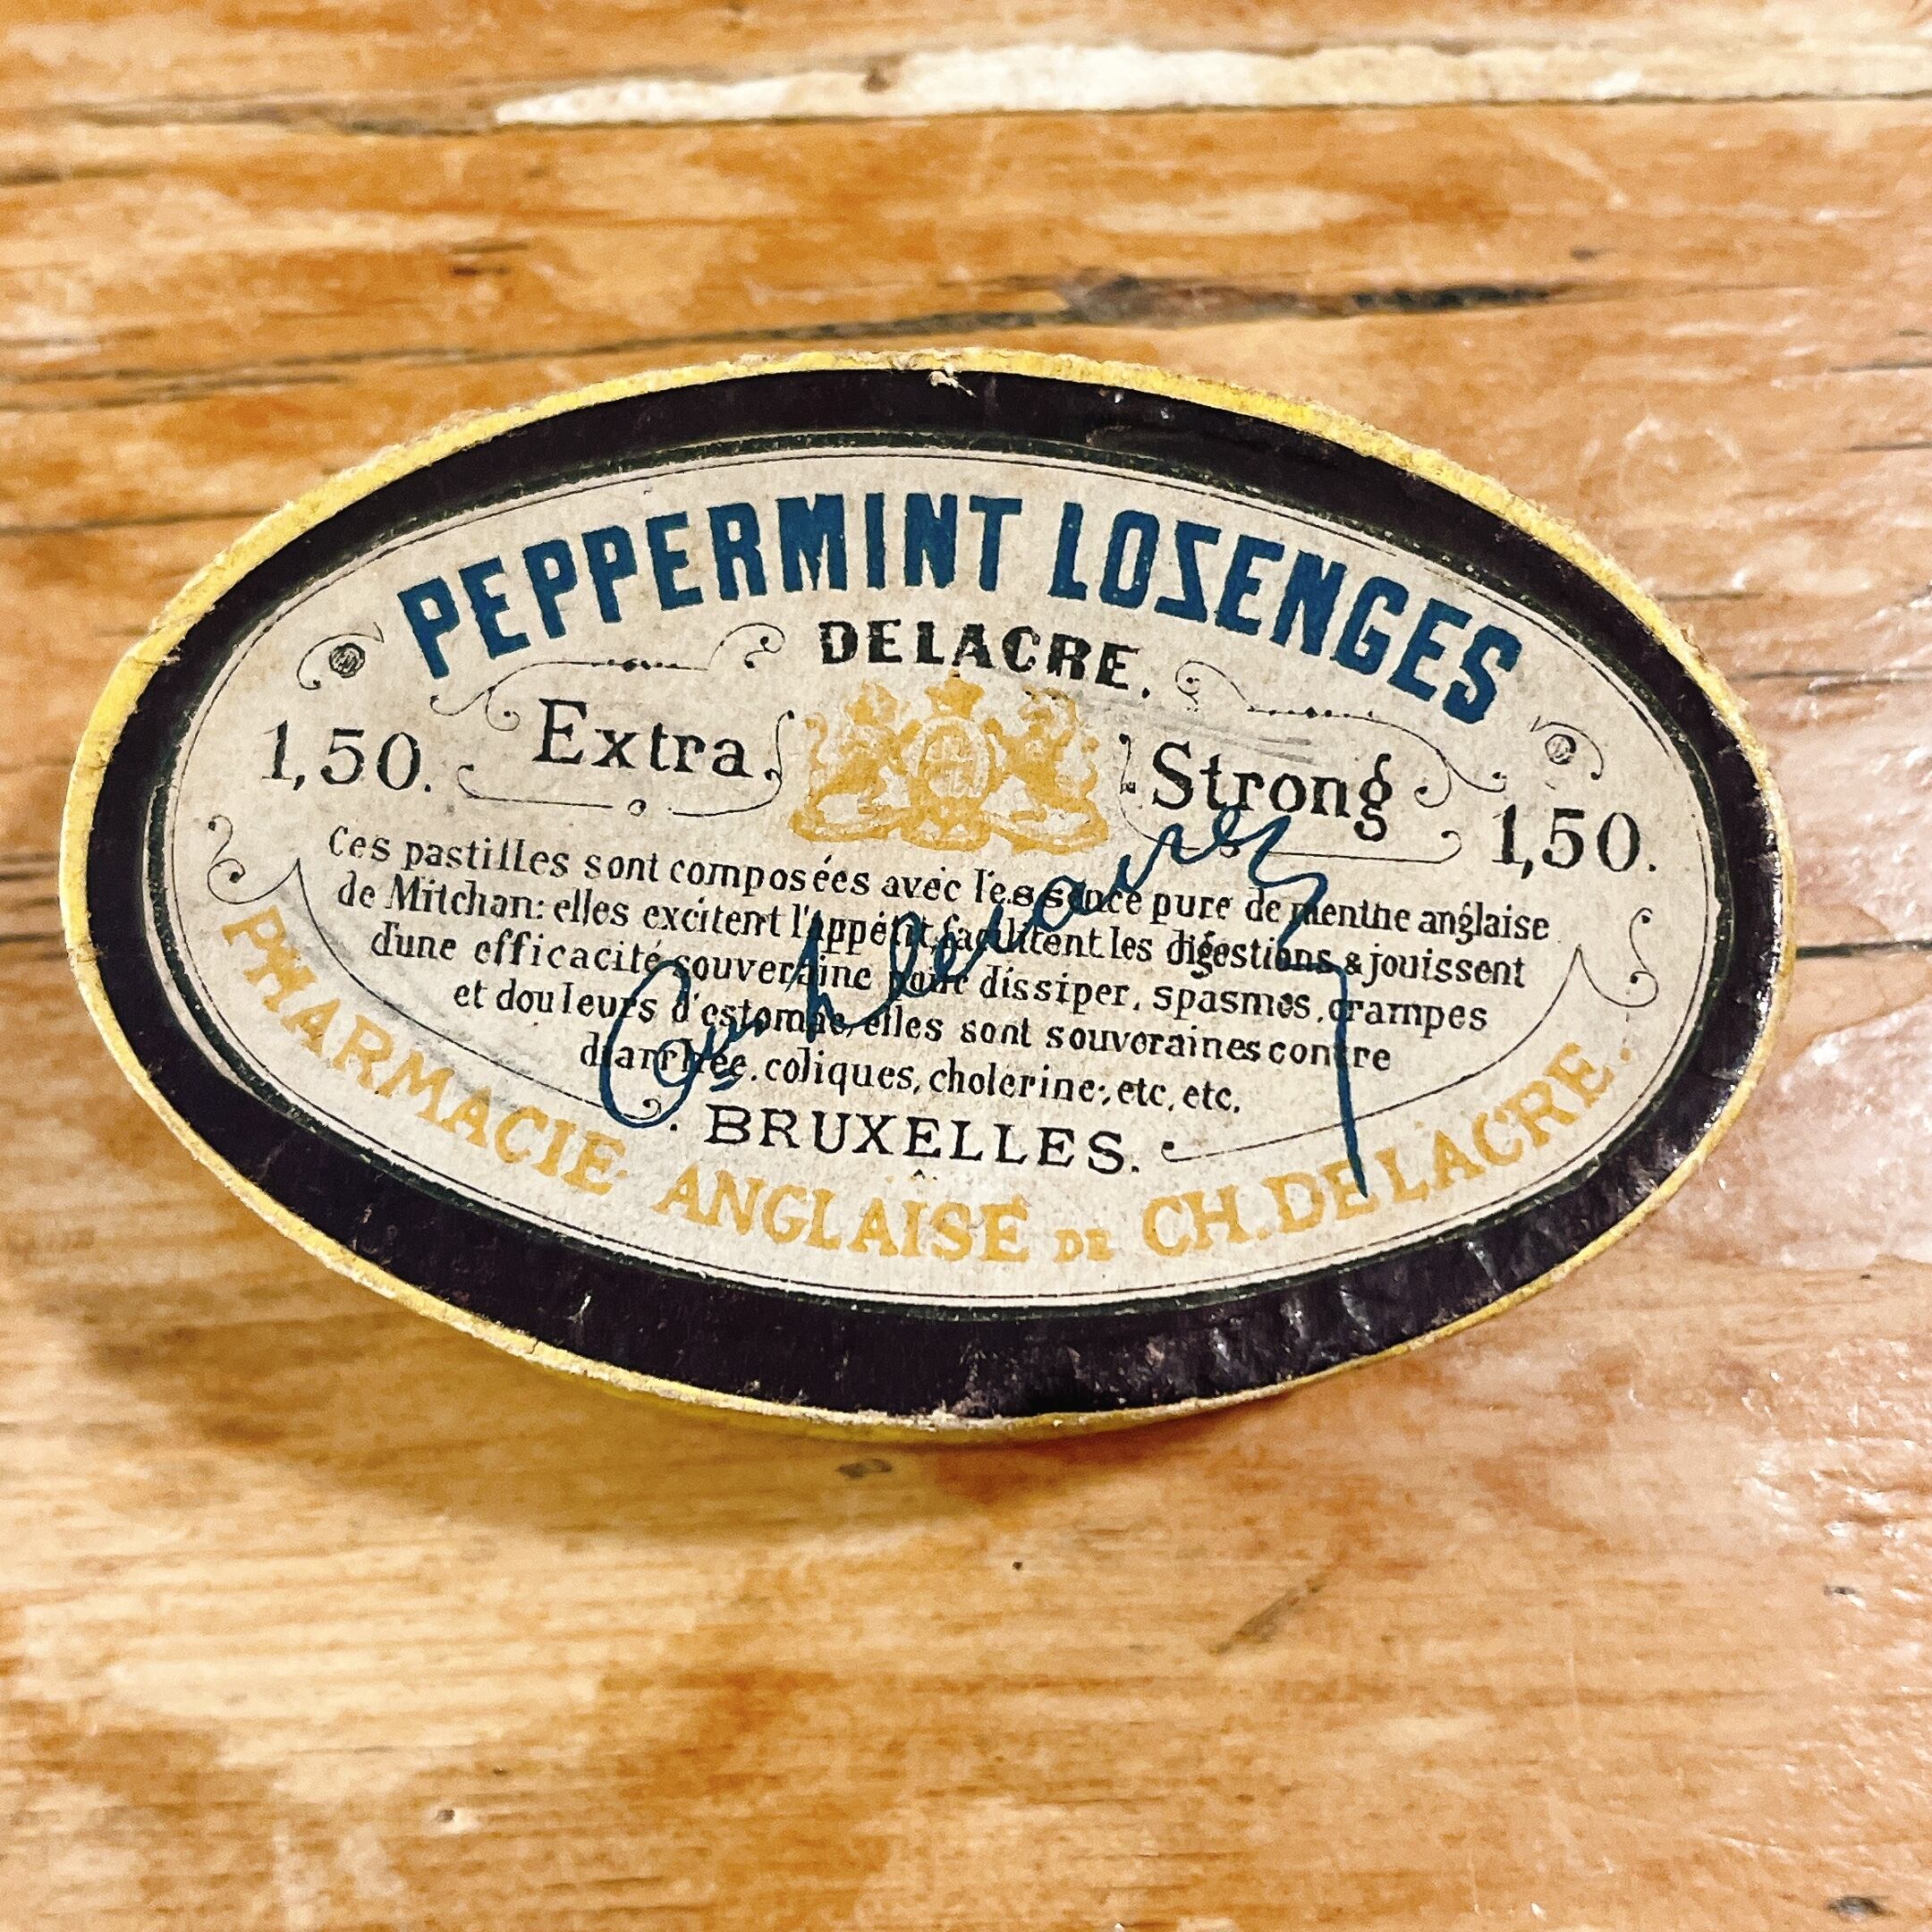 PEPPERMINT LOZENGES
DELACRE.
1,50. Extra Strong 1,50.
Ces pastilles sont composées avec l'essence pure de menthe anglaise
de Mitchan: elles excitent l'appétit, facilitent les digestions & jouissent
d'une efficacité souveraine pour dissiper, spasmes, crampes
et douleurs d'estomac, elles sont souveraines contre
diarrhée, coliques, cholerine, etc, etc.
BRUXELLES.
PHARMACIE ANGLAISE DE CH. DELACRE.
Ch Delacre